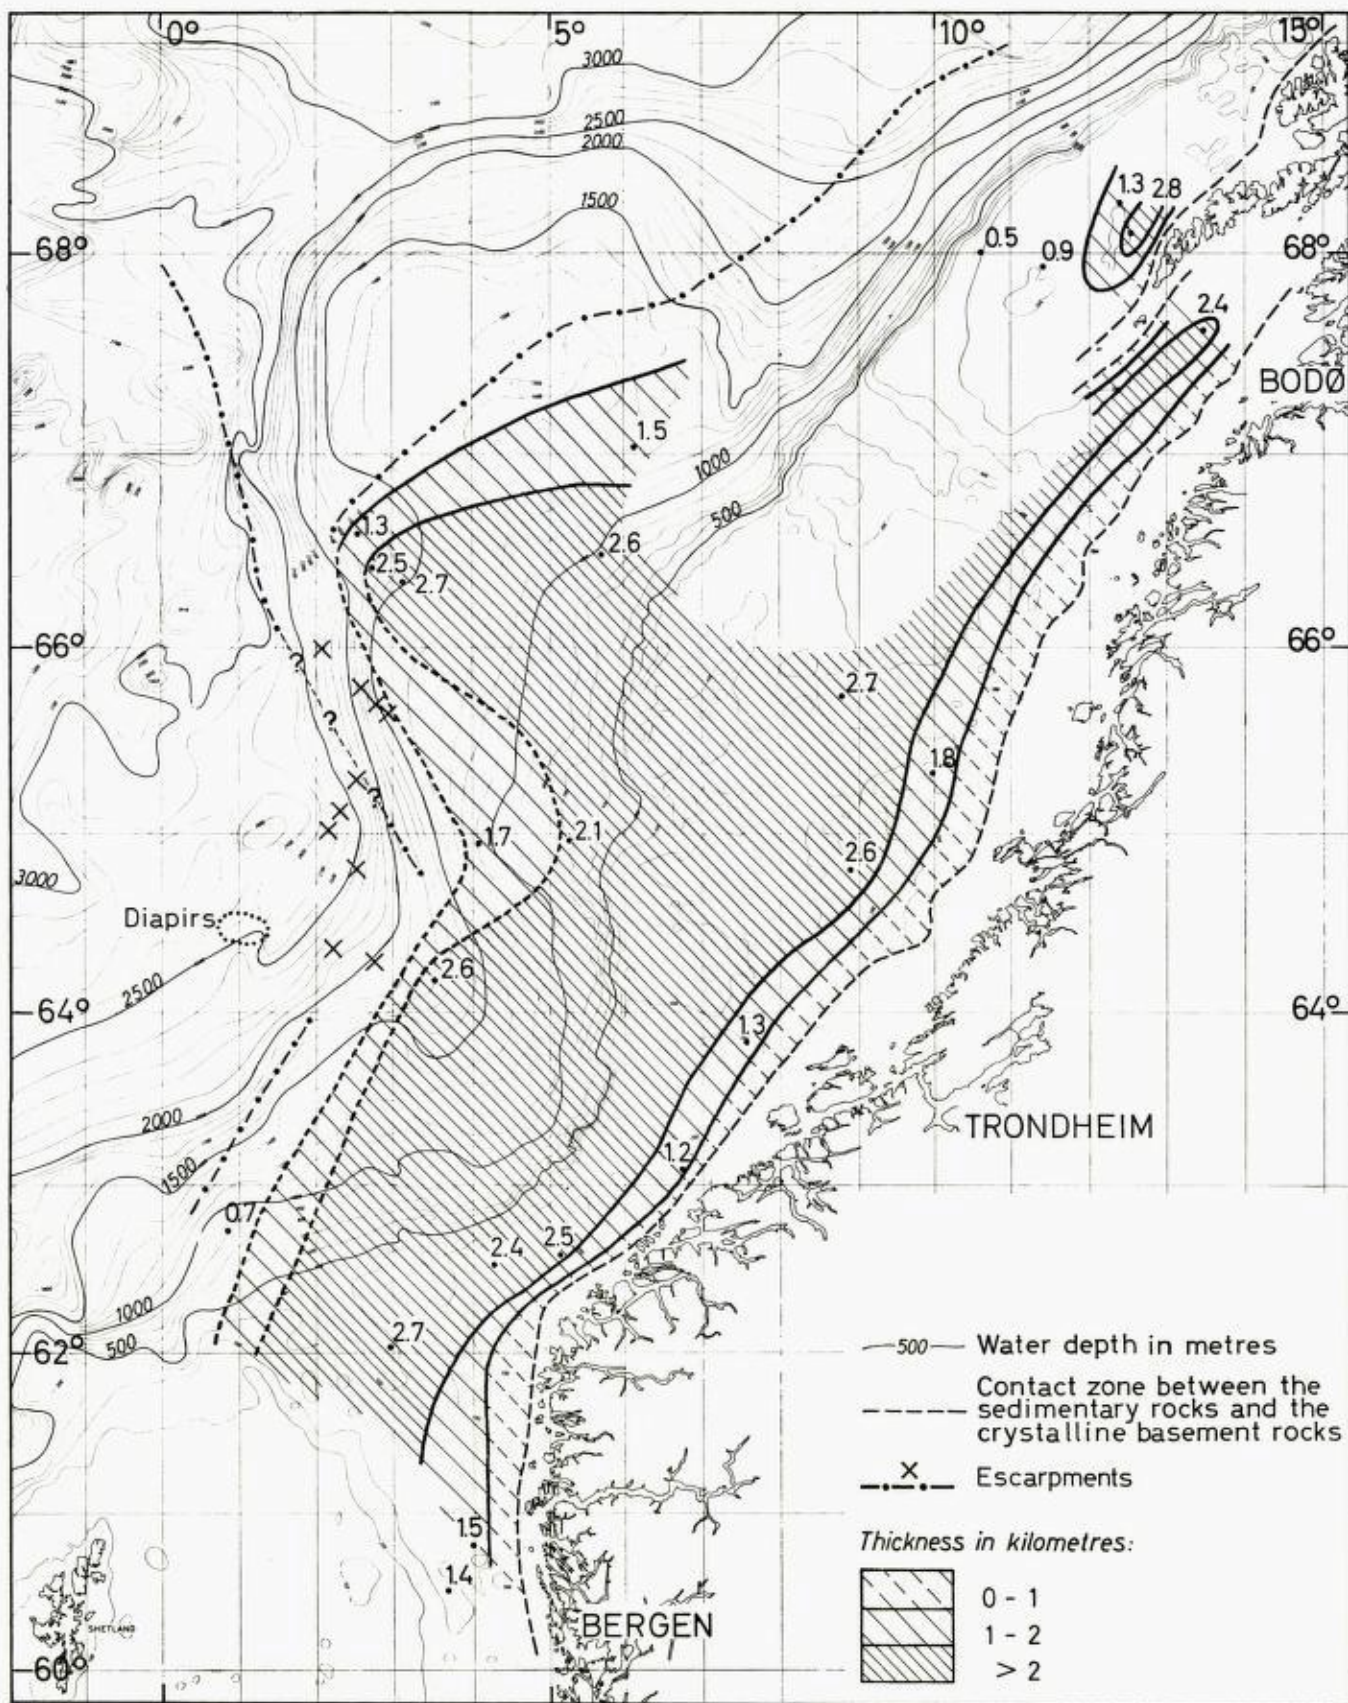 0° 5° 10° 15°
3000
2500
2000
1500
1.3 2.8
68° 0.5 0.9 68°
2.4
BODØ
1.5
1000
500
1.3
2.6
2.5
2.7
66° 66°
?
2.7
?
1.8
?
1.7 2.1
2.6
3000
Diapirs
2.6
2500
64° 64°
1.3
2000
TRONDHEIM
1.2
1500
0.7
2.5
2.4
1000
2.7
500
62°
500 Water depth in metres
Contact zone between the
sedimentary rocks and the
crystalline basement rocks
Escarpments
1.5
Thickness in kilometres:
1.4
0 - 1
BERGEN
SHETLAND
1 - 2
60°
> 2